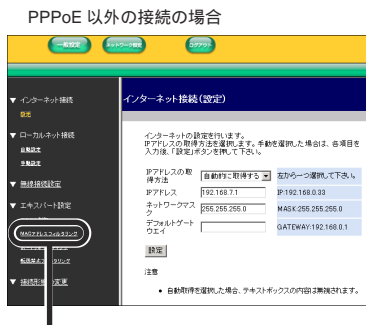 PPPoE 以外の接続の場合
一般設定
ネットワーク設定
ログアウト
▼ インターネット接続
設定
▼ ローカルネット接続
自動設定
手動設定
▼ 無線接続設定
▼ エキスパート設定
MACアドレスフィルタリング
タリング
▼ 接続形態の変更
インターネット接続(設定)
インターネットの設定を行います。
IPアドレスの取得方法を選択します。手動を選択した場合は、各項目を
入力後、「設定」ボタンを押して下さい。
IPアドレスの取得方法 自動的に取得する 左から一つ選択して下さい。
IPアドレス 192.168.7.1 IP:192.168.0.33
ネットワークマスク 255.255.255.0 MASK:255.255.255.0
デフォルトゲートウエイ GATEWAY:192.168.0.1
設定
注意
• 自動取得を選択した場合、テキストボックスの内容は無視されます。